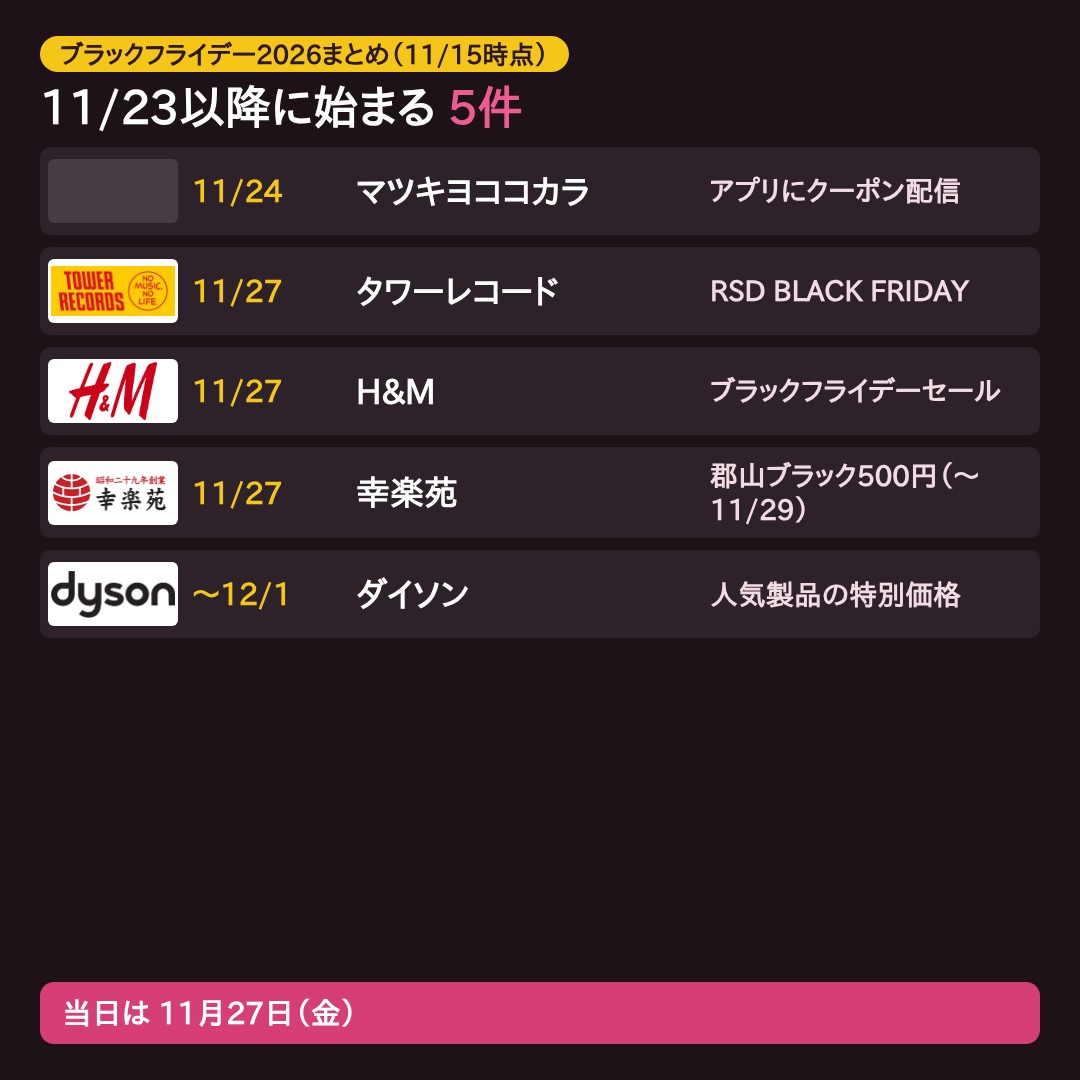 ブラックフライデー2026まとめ（11/15時点）
11/23以降に始まる 5件
11/24 マツキヨココカラ アプリにクーポン配信
TOWER RECORDS NO MUSIC, NO LIFE 11/27 タワーレコード RSD BLACK FRIDAY
H&M 11/27 H&M ブラックフライデーセール
昭和二十九年創業 幸楽苑 11/27 幸楽苑 郡山ブラック500円（〜
11/29）
dyson 〜12/1 ダイソン 人気製品の特別価格
当日は 11月27日（金）